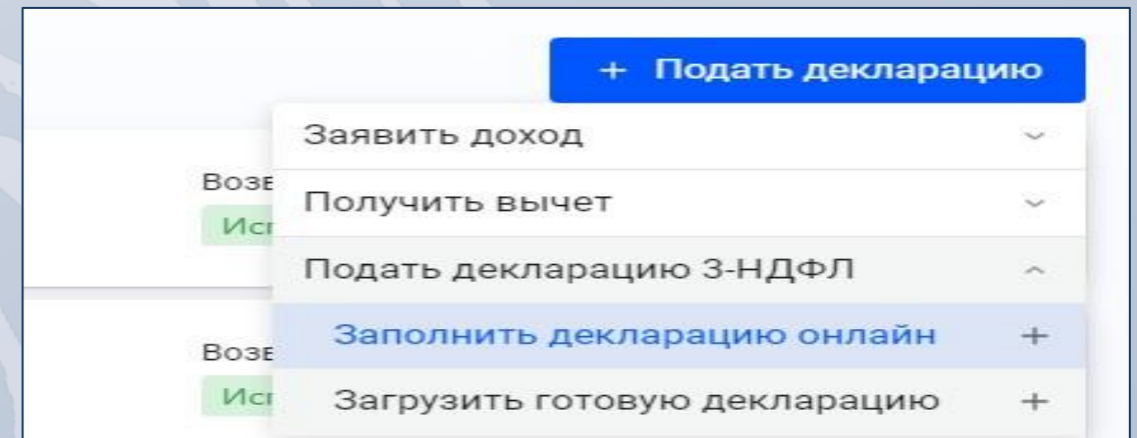 + Подать декларацию
Заявить доход
Получить вычет
Подать декларацию 3-НДФЛ
Заполнить декларацию онлайн +
Загрузить готовую декларацию +